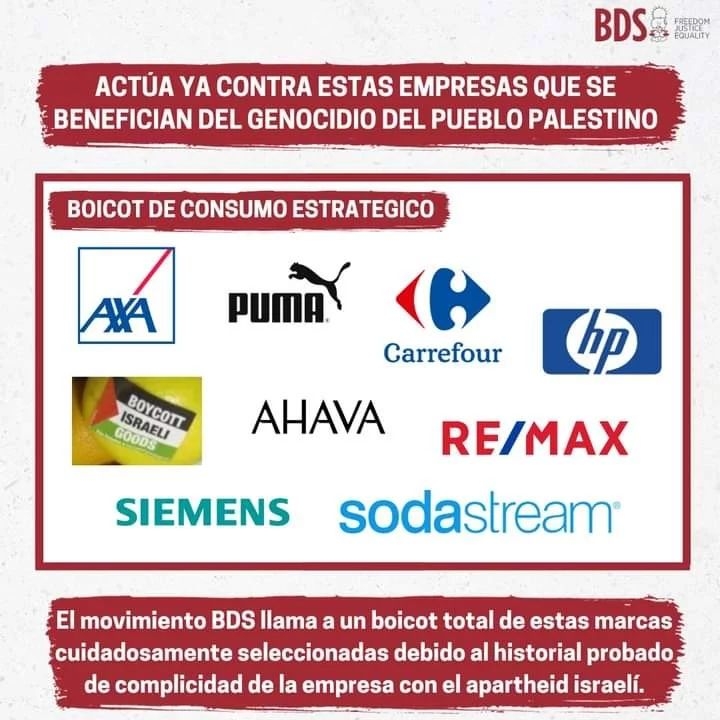 BDS
FREEDOM
JUSTICE
EQUALITY
ACTÚA YA CONTRA ESTAS EMPRESAS QUE SE
BENEFICIAN DEL GENOCIDIO DEL PUEBLO PALESTINO
BOICOT DE CONSUMO ESTRATEGICO
AXA
PUMA
Carrefour
hp
BOYCOTT
ISRAELI
GOODS
AHAVA
RE/MAX
SIEMENS
sodastream
El movimiento BDS llama a un boicot total de estas marcas
cuidadosamente seleccionadas debido al historial probado
de complicidad de la empresa con el apartheid israelí.